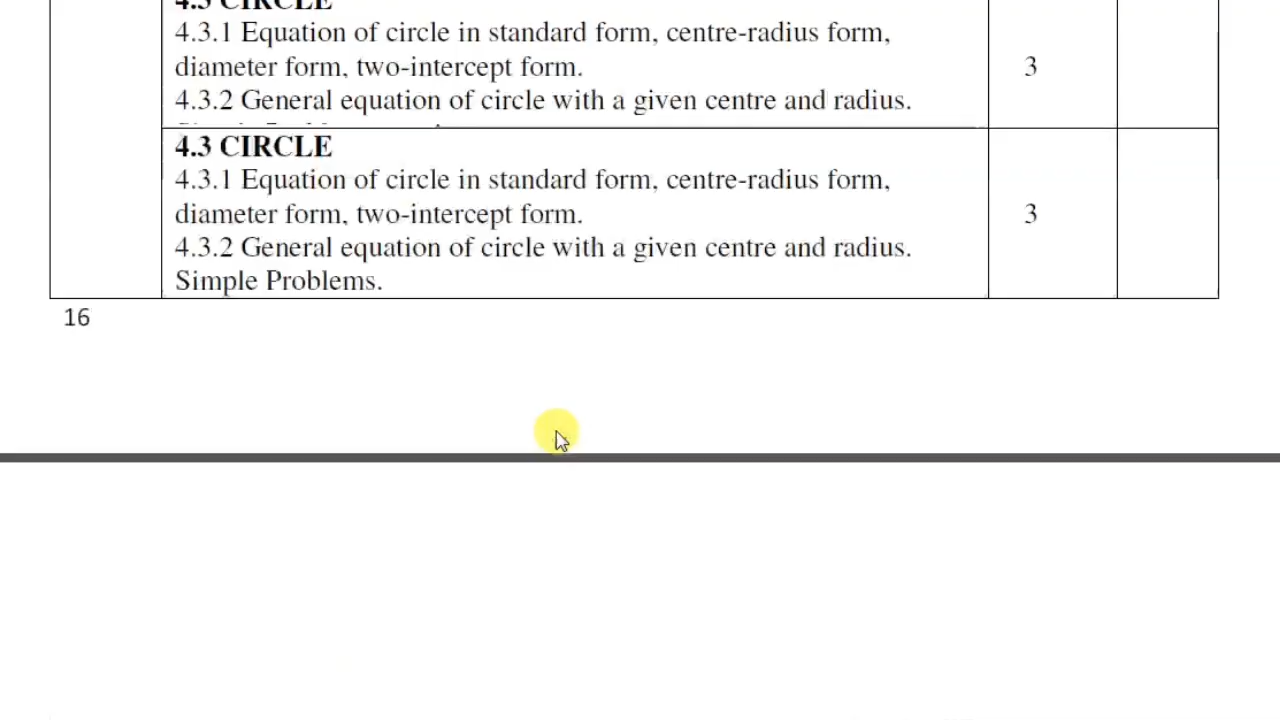 4.3 CIRCLE
4.3.1 Equation of circle in standard form, centre-radius form,
diameter form, two-intercept form.
3
4.3.2 General equation of circle with a given centre and radius.
4.3 CIRCLE
4.3.1 Equation of circle in standard form, centre-radius form,
diameter form, two-intercept form.
3
4.3.2 General equation of circle with a given centre and radius.
Simple Problems.
16